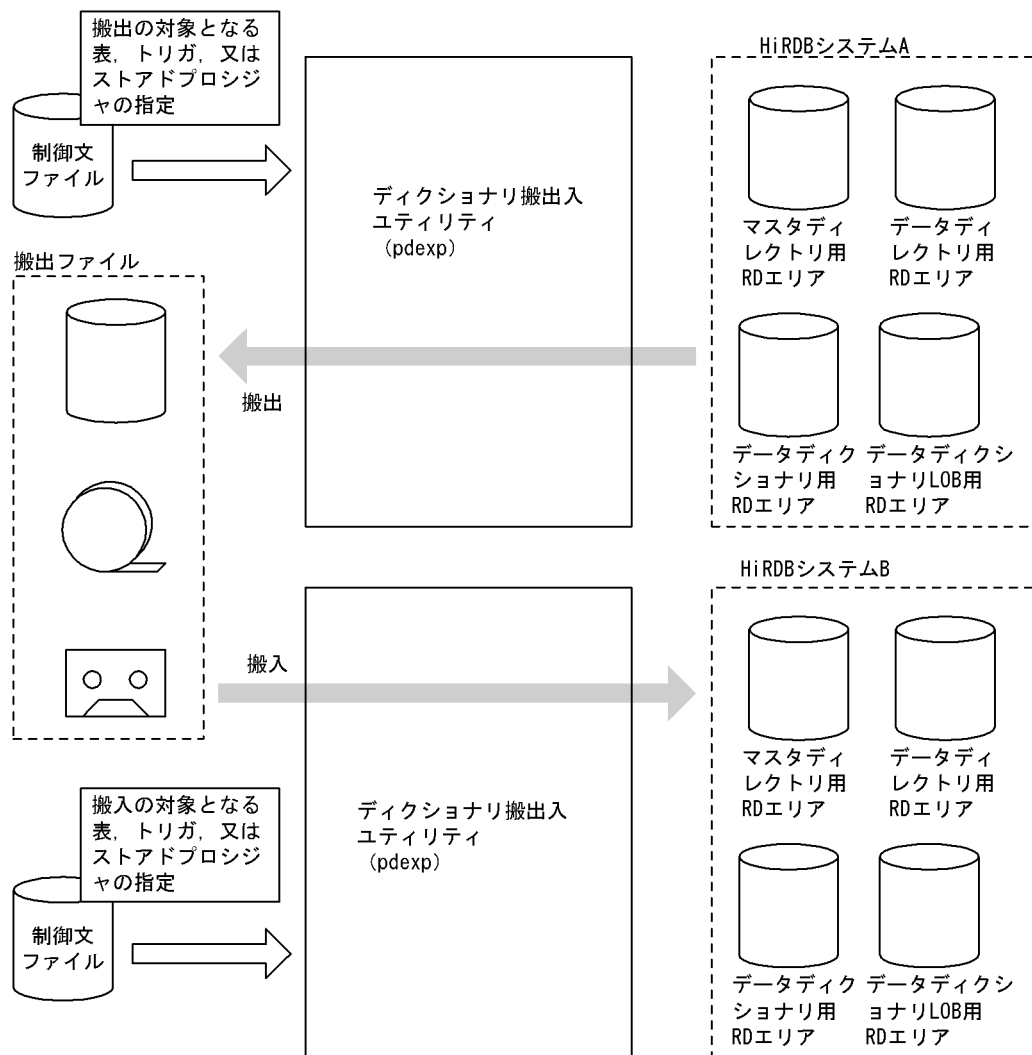 搬出の対象となる
表，トリガ，又は
ストアドプロシジ
ャの指定
制御文
ファイル
ディクショナリ搬出入
ユティリティ
（pdexp）
HiRDBシステムA
マスタディ
レクトリ用
RDエリア
データディ
レクトリ用
RDエリア
データディク
ショナリ用
RDエリア
データディクシ
ョナリLOB用
RDエリア
搬出ファイル
搬出
搬入
HiRDBシステムB
マスタディ
レクトリ用
RDエリア
データディ
レクトリ用
RDエリア
データディク
ショナリ用
RDエリア
データディクシ
ョナリLOB用
RDエリア
搬入の対象となる
表，トリガ，又は
ストアドプロシジ
ャの指定
制御文
ファイル
ディクショナリ搬出入
ユティリティ
（pdexp）